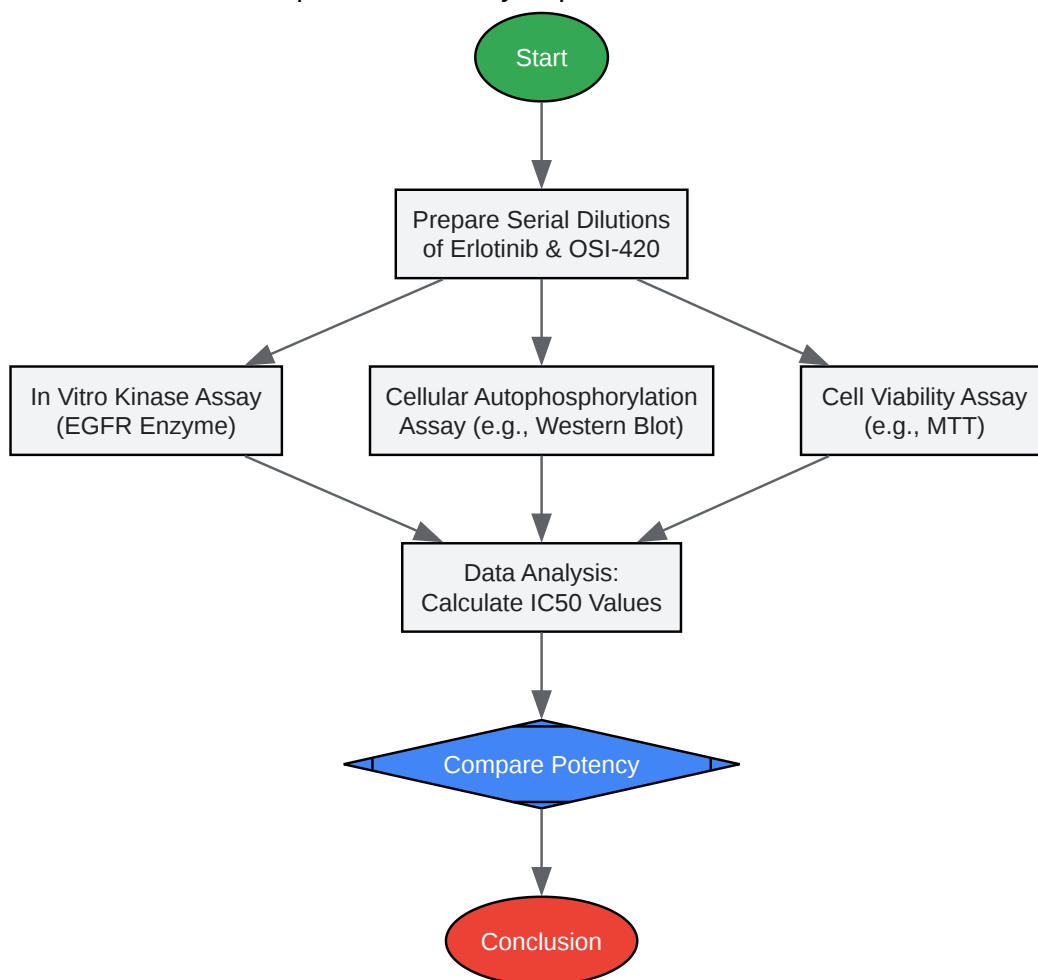 Start
Prepare Serial Dilutions
of Erlotinib & OSI-420
In Vitro Kinase Assay
(EGFR Enzyme)
Cellular Autophosphorylation
Assay (e.g., Western Blot)
Cell Viability Assay
(e.g., MTT)
Data Analysis:
Calculate IC50 Values
Compare Potency
Conclusion